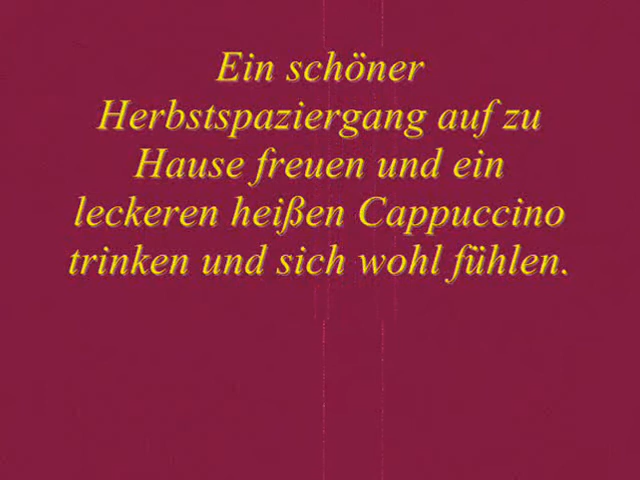 Ein schöner
Herbstspaziergang auf zu
Hause freuen und ein
leckeren heißen Cappuccino
trinken und sich wohl fühlen.